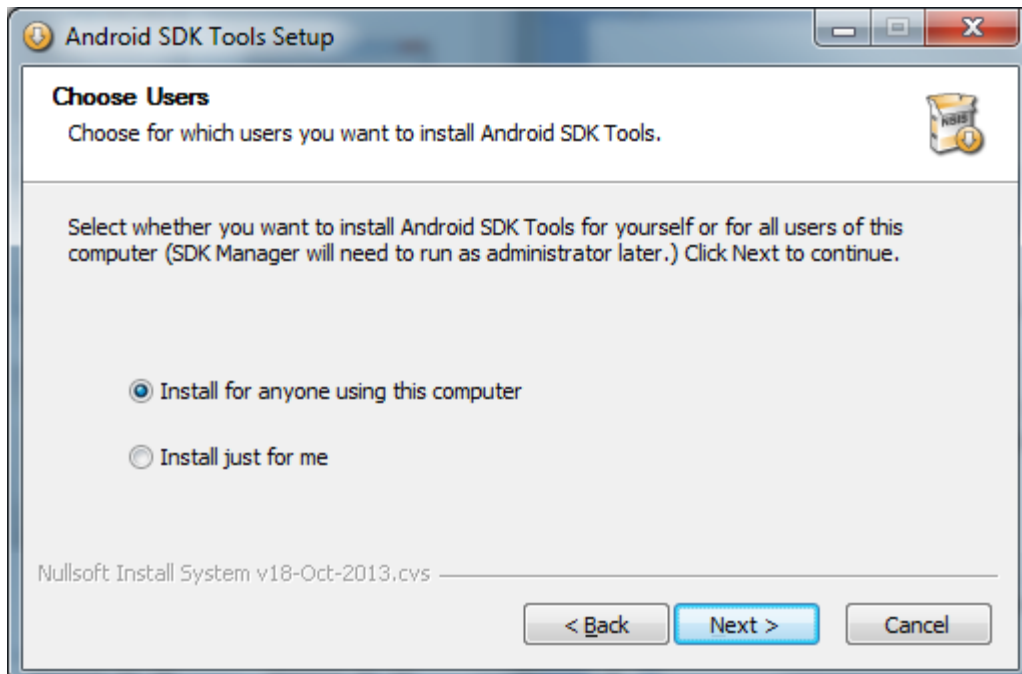 Android SDK Tools Setup
Choose Users
Choose for which users you want to install Android SDK Tools.
NSIS
Select whether you want to install Android SDK Tools for yourself or for all users of this
computer (SDK Manager will need to run as administrator later.) Click Next to continue.
Install for anyone using this computer
Install just for me
Nullsoft Install System v18-Oct-2013.cvs
< Back Next > Cancel